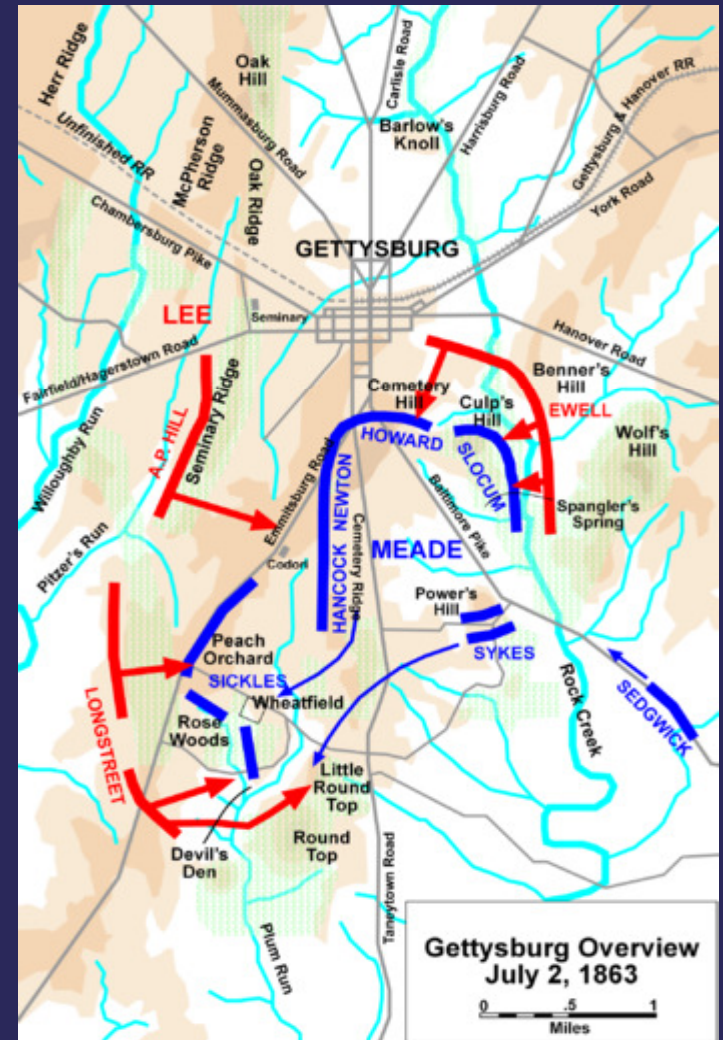 Herr Ridge
Oak
Hill
Mummasburg Road
Carlisle Road
Harrisburg Road
Gettysburg & Hanover RR
Unfinished RR
McPherson
Ridge
Oak Ridge
Barlow's
Knoll
York Road
Chambersburg Pike
GETTYSBURG
LEE
Seminary
Hanover Road
Fairfield/Hagerstown Road
Willoughby Run
A.P. HILL
Seminary Ridge
Cemetery
Hill
Culp's
Hill
Benner's
Hill
EWELL
Wolf's
Hill
HOWARD
SLOCUM
Emmitsburg Road
HANCOCK NEWTON
Cemetery Ridge
Baltimore Pike
Spangler's
Spring
Pitzer's Run
Codori
MEADE
Power's
Hill
SYKES
Peach
Orchard
SICKLES
Wheatfield
Rose
Woods
LONGSTREET
Rock Creek
SEDGWICK
Little
Round
Top
Devil's
Den
Round
Top
Taneytown Road
Plum Run
Gettysburg Overview
July 2, 1863
0 .5 1
Miles